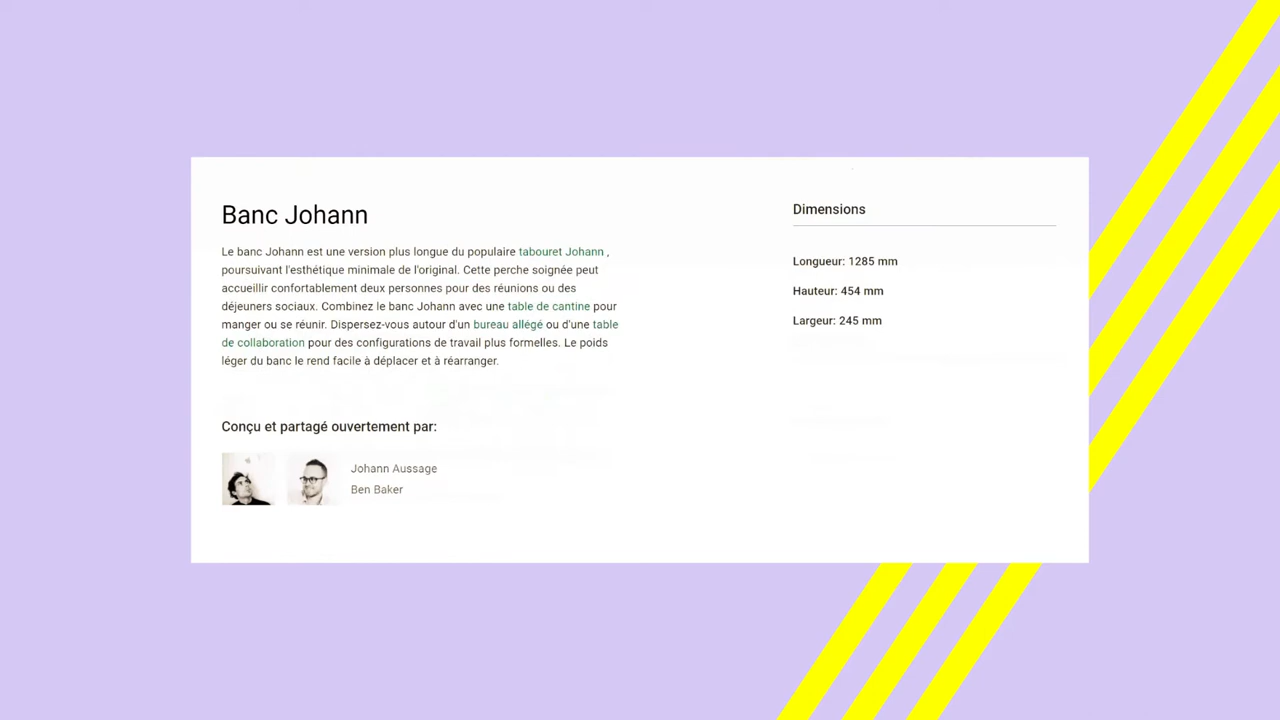 Banc Johann
Le banc Johann est une version plus longue du populaire tabouret Johann ,
poursuivant l'esthétique minimale de l'original. Cette perche soignée peut
accueillir confortablement deux personnes pour des réunions ou des
déjeuners sociaux. Combinez le banc Johann avec une table de cantine pour
manger ou se réunir. Dispersez-vous autour d'un bureau allégé ou d'une table
de collaboration pour des configurations de travail plus formelles. Le poids
léger du banc le rend facile à déplacer et à réarranger.
Conçu et partagé ouvertement par:
Johann Aussage
Ben Baker
Dimensions
Longueur: 1285 mm
Hauteur: 454 mm
Largeur: 245 mm